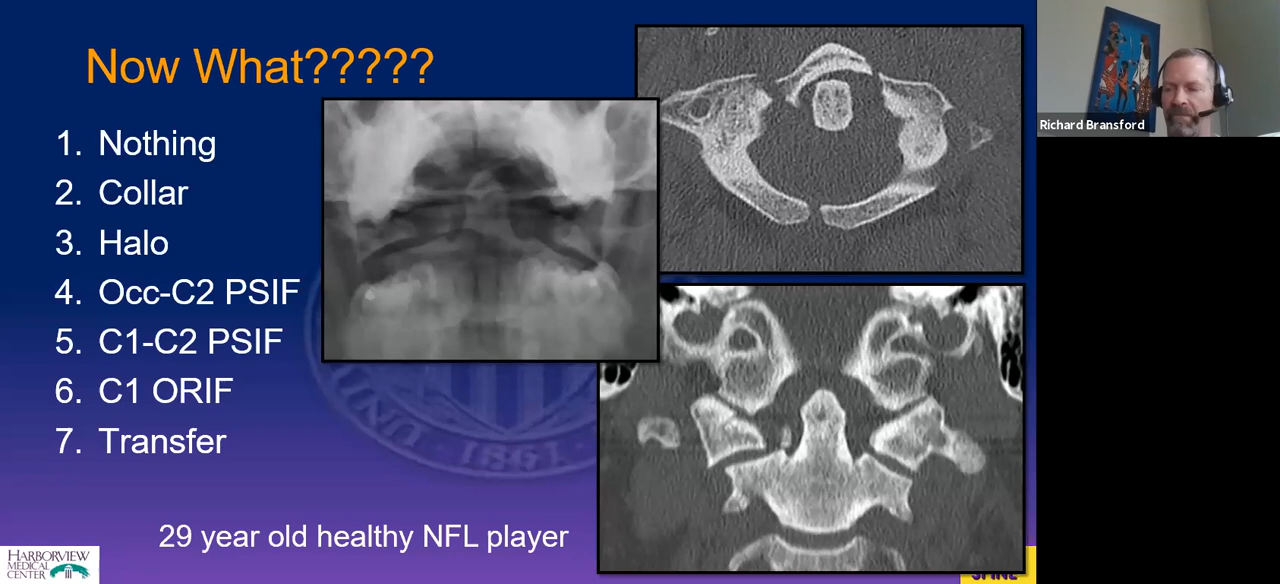 Now What?????
1. Nothing
2. Collar
3. Halo
4. Occ-C2 PSIF
5. C1-C2 PSIF
6. C1 ORIF
7. Transfer
29 year old healthy NFL player
HARBORVIEW
MEDICAL
CENTER
Richard Bransford
1861
SPINE